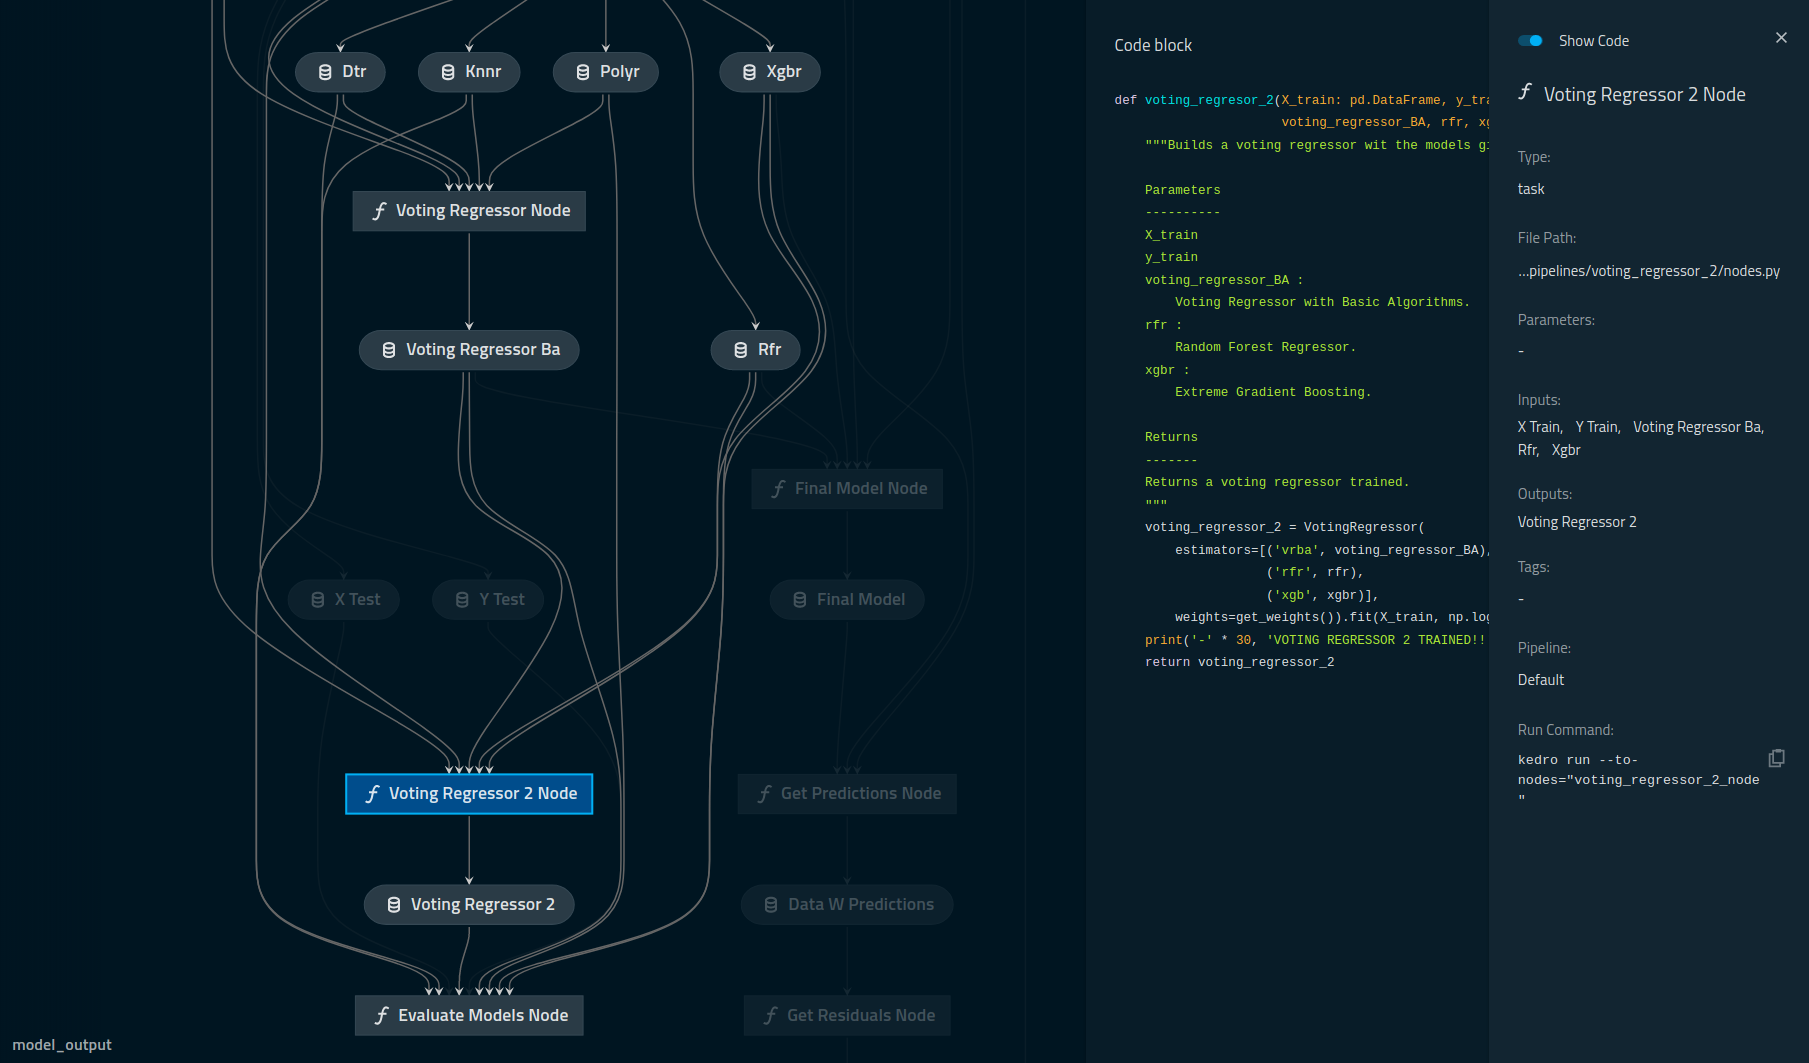 Dtr
Knnr
Polyr
Xgbr
Voting Regressor Node
Voting Regressor Ba
Rfr
Final Model Node
X Test
Y Test
Final Model
Voting Regressor 2 Node
Get Predictions Node
Voting Regressor 2
Data W Predictions
Evaluate Models Node
Get Residuals Node
model_output
Code block
def voting_regresor_2(X_train: pd.DataFrame, y_tra
voting_regressor_BA, rfr, xg
"""Builds a voting regressor wit the models gi
Parameters
----------
X_train
y_train
voting_regressor_BA :
Voting Regressor with Basic Algorithms.
rfr :
Random Forest Regressor.
xgbr :
Extreme Gradient Boosting.
Returns
-------
Returns a voting regressor trained.
"""
voting_regressor_2 = VotingRegressor(
estimators=[('vrba', voting_regressor_BA),
('rfr', rfr),
('xgb', xgbr)],
weights=get_weights()).fit(X_train, np.log
print('-' * 30, 'VOTING REGRESSOR 2 TRAINED!!
return voting_regressor_2
Show Code
Voting Regressor 2 Node
Type:
task
File Path:
...pipelines/voting_regressor_2/nodes.py
Parameters:
-
Inputs:
X Train, Y Train, Voting Regressor Ba,
Rfr, Xgbr
Outputs:
Voting Regressor 2
Tags:
-
Pipeline:
Default
Run Command:
kedro run --to-
nodes="voting_regressor_2_node
"